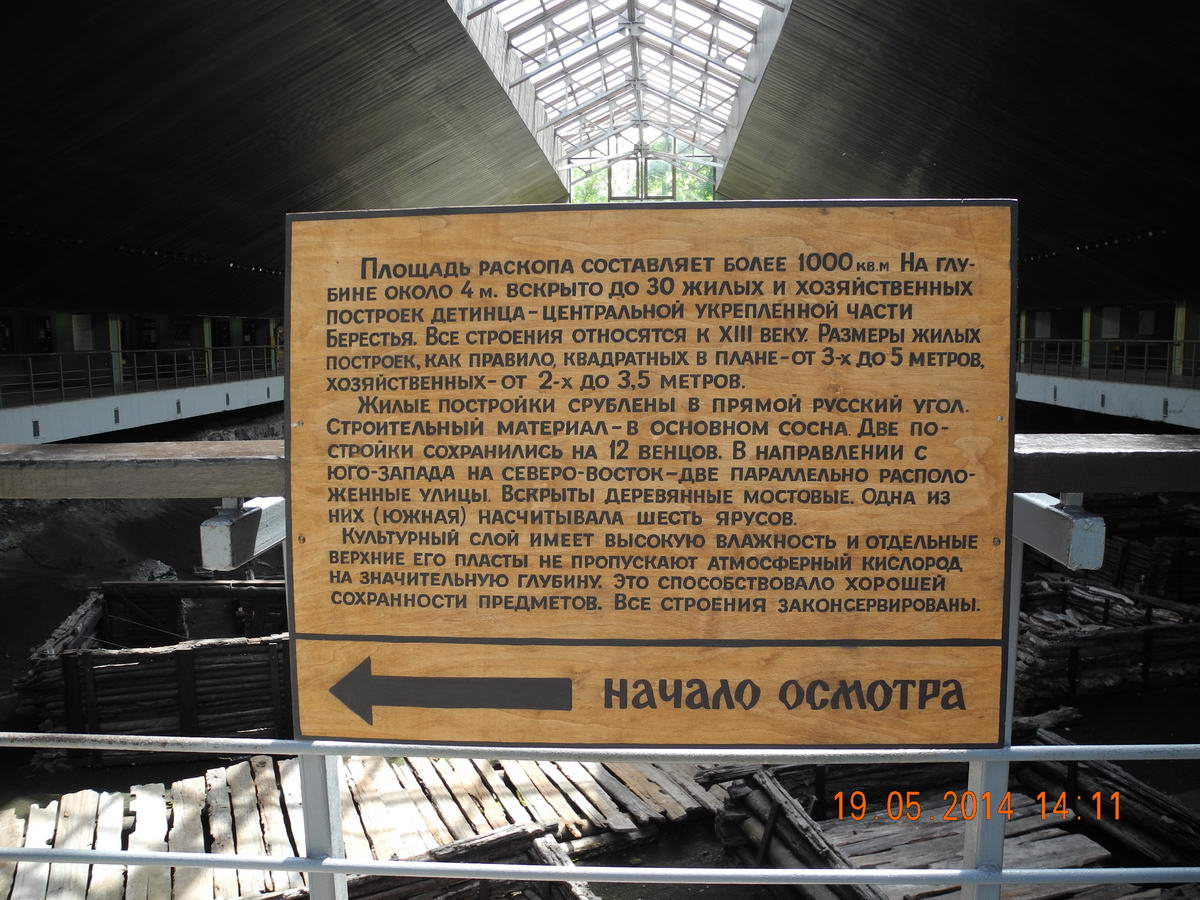 Площадь раскопа составляет более 1000 кв.м На глу-
бине около 4 м. вскрыто до 30 жилых и хозяйственных
построек детинца-центральной укрепленной части
Берестья. Все строения относятся к XIII веку. Размеры жилых
построек, как правило, квадратных в плане-от 3-х до 5 метров,
хозяйственных-от 2-х до 3,5 метров.
Жилые постройки срублены в прямой русский угол.
Строительный материал-в основном сосна. Две по-
стройки сохранились на 12 венцов. В направлении с
юго-запада на северо-восток-две параллельно располо-
женные улицы. Вскрыты деревянные мостовые. Одна из
них (южная) насчитывала шесть ярусов.
Культурный слой имеет высокую влажность и отдельные
верхние его пласты не пропускают атмосферный кислород
на значительную глубину. Это способствовало хорошей
сохранности предметов. Все строения законсервированы.
начало осмотра
19.05.2014 14:11